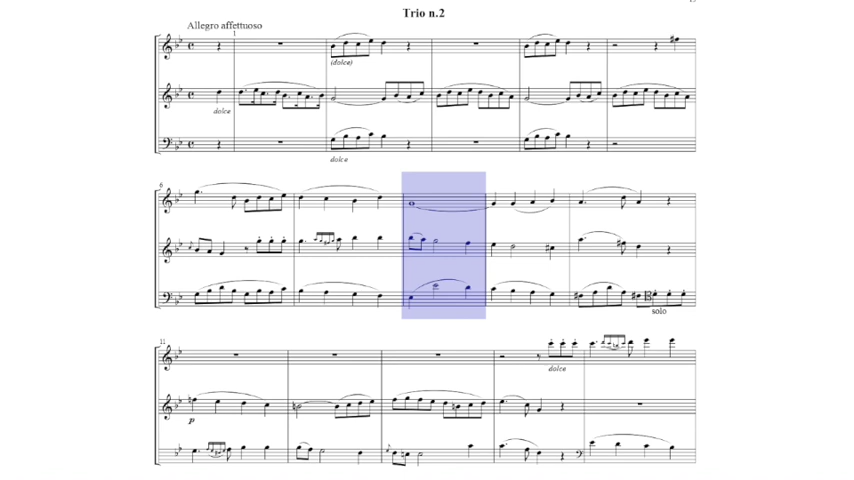 Trio n.2
Allegro affettuoso
1
(dolce)
dolce
dolce
6
solo
11
dolce
p